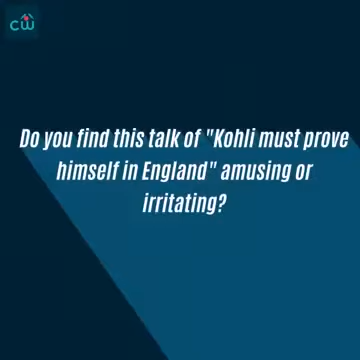 cw
Do you find this talk of "Kohli must prove
himself in England" amusing or
irritating?